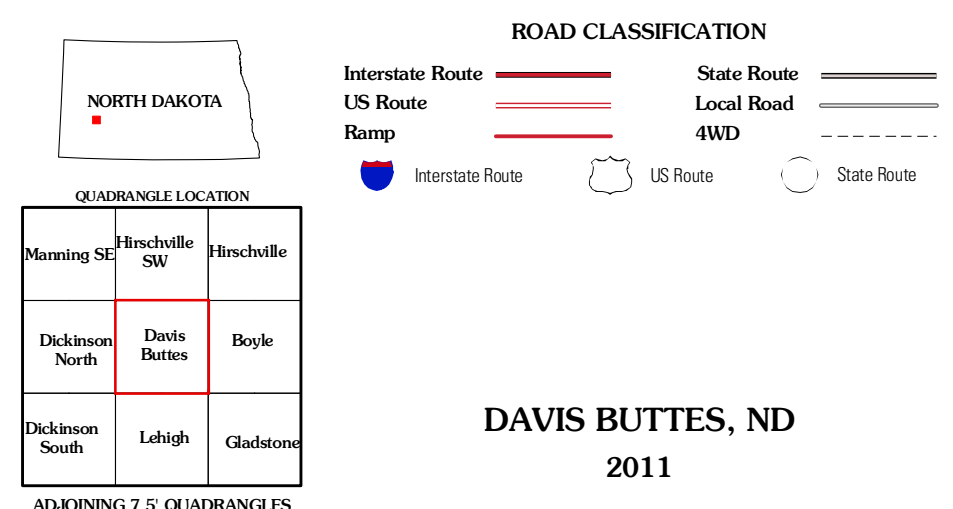 NORTH DAKOTA
QUADRANGLE LOCATION
ROAD CLASSIFICATION
Interstate Route
State Route
US Route
Local Road
Ramp
4WD
Interstate Route
US Route
State Route
Manning SE
Hirschville
SW
Hirschville
Dickinson
North
Davis
Buttes
Boyle
Dickinson
South
Lehigh
Gladstone
ADJOINING 7.5' QUADRANGLES
DAVIS BUTTES, ND
2011